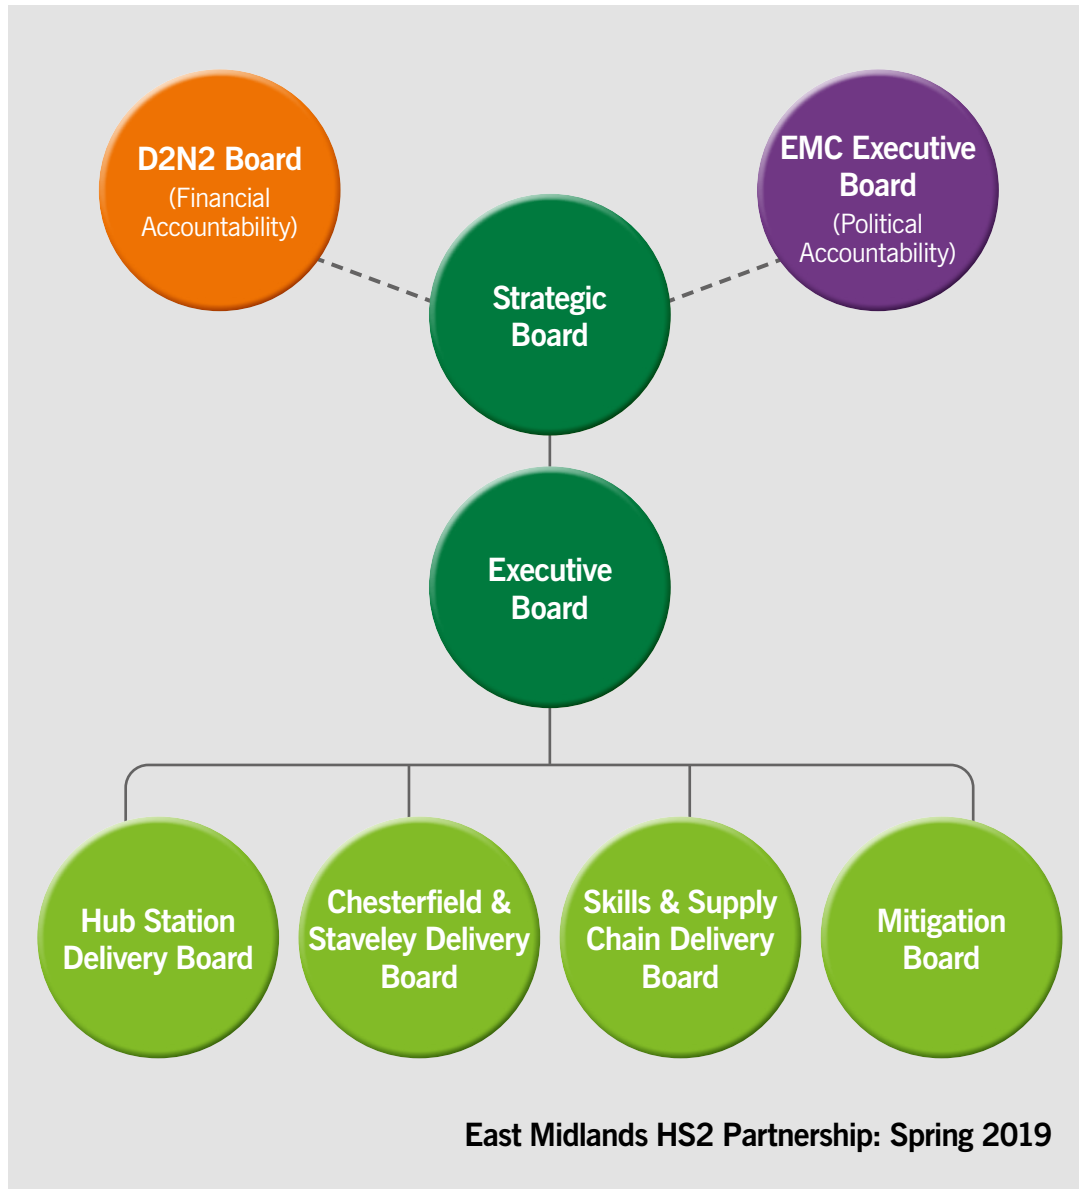 D2N2 Board
(Financial
Accountability)
EMC Executive
Board
(Political
Accountability)
Strategic
Board
Executive
Board
Hub Station
Delivery Board
Chesterfield &
Staveley Delivery
Board
Skills & Supply
Chain Delivery
Board
Mitigation
Board
East Midlands HS2 Partnership: Spring 2019